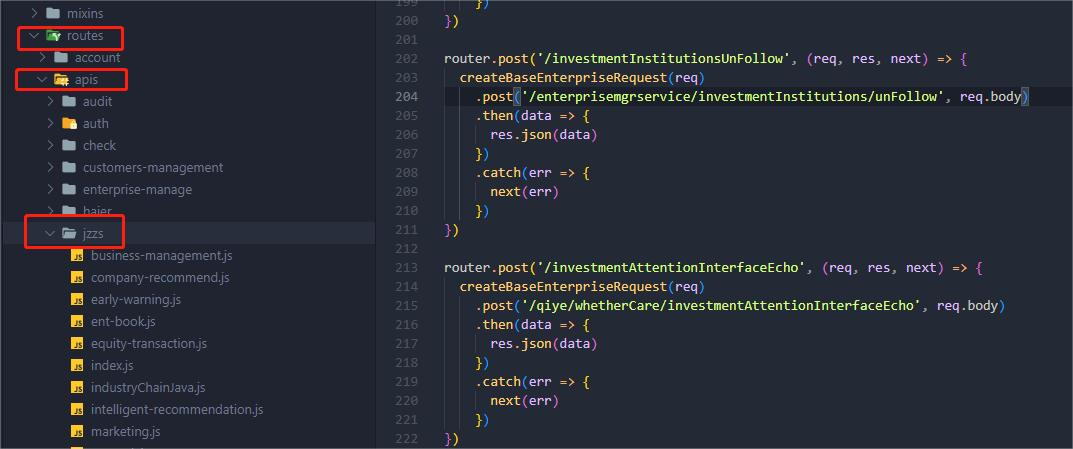 mixins
routes
account
apis
audit
auth
check
customers-management
enterprise-manage
haier
jzzs
business-management.js
company-recommend.js
early-warning.js
ent-book.js
equity-transaction.js
index.js
industryChainJava.js
intelligent-recommendation.js
marketing.js
199 })
200 })
201
202 router.post('/investmentInstitutionsUnFollow', (req, res, next) => {
203 createBaseEnterpriseRequest(req)
204 .post('/enterprisemgrservice/investmentInstitutions/unFollow', req.body)
205 .then(data => {
206 res.json(data)
207 })
208 .catch(err => {
209 next(err)
210 })
211 })
212
213 router.post('/investmentAttentionInterfaceEcho', (req, res, next) => {
214 createBaseEnterpriseRequest(req)
215 .post('/qiye/whetherCare/investmentAttentionInterfaceEcho', req.body)
216 .then(data => {
217 res.json(data)
218 })
219 .catch(err => {
220 next(err)
221 })
222 })